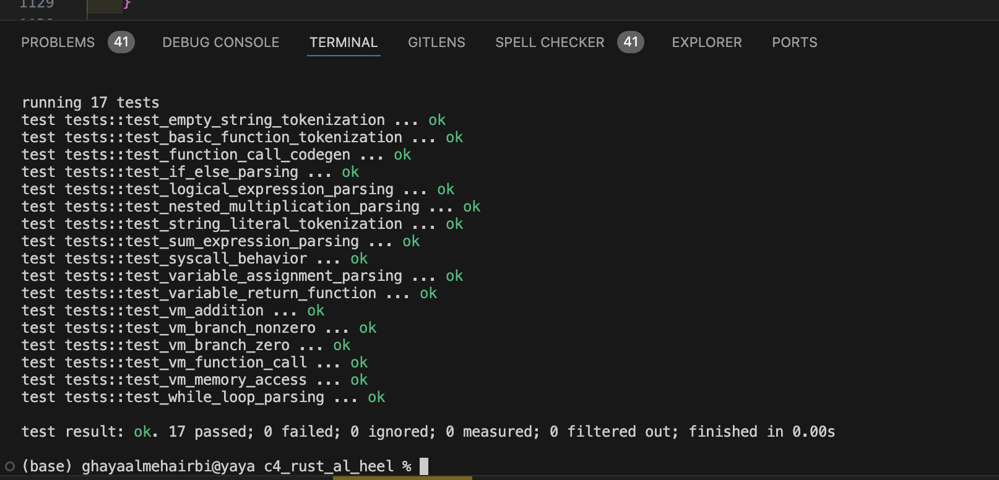 1129 }
PROBLEMS 41 DEBUG CONSOLE TERMINAL GITLENS SPELL CHECKER 41 EXPLORER PORTS
running 17 tests
test tests::test_empty_string_tokenization ... ok
test tests::test_basic_function_tokenization ... ok
test tests::test_function_call_codegen ... ok
test tests::test_if_else_parsing ... ok
test tests::test_logical_expression_parsing ... ok
test tests::test_nested_multiplication_parsing ... ok
test tests::test_string_literal_tokenization ... ok
test tests::test_sum_expression_parsing ... ok
test tests::test_syscall_behavior ... ok
test tests::test_variable_assignment_parsing ... ok
test tests::test_variable_return_function ... ok
test tests::test_vm_addition ... ok
test tests::test_vm_branch_nonzero ... ok
test tests::test_vm_branch_zero ... ok
test tests::test_vm_function_call ... ok
test tests::test_vm_memory_access ... ok
test tests::test_while_loop_parsing ... ok
test result: ok. 17 passed; 0 failed; 0 ignored; 0 measured; 0 filtered out; finished in 0.00s
(base) ghayaalmehairbi@yaya c4_rust_al_heel %